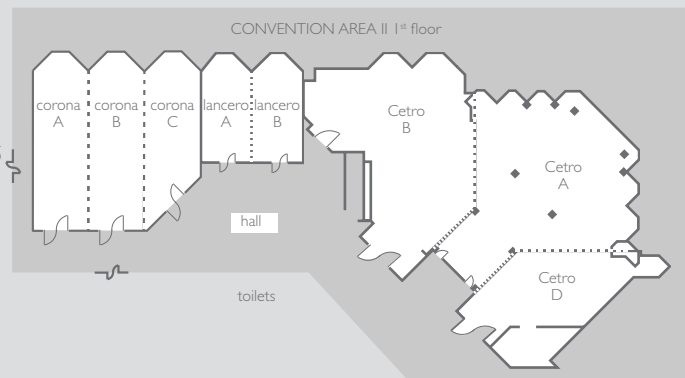 CONVENTION AREA II 1st floor
corona
A
corona
B
corona
C
lancero
A
lancero
B
Cetro
B
Cetro
A
hall
Cetro
D
toilets